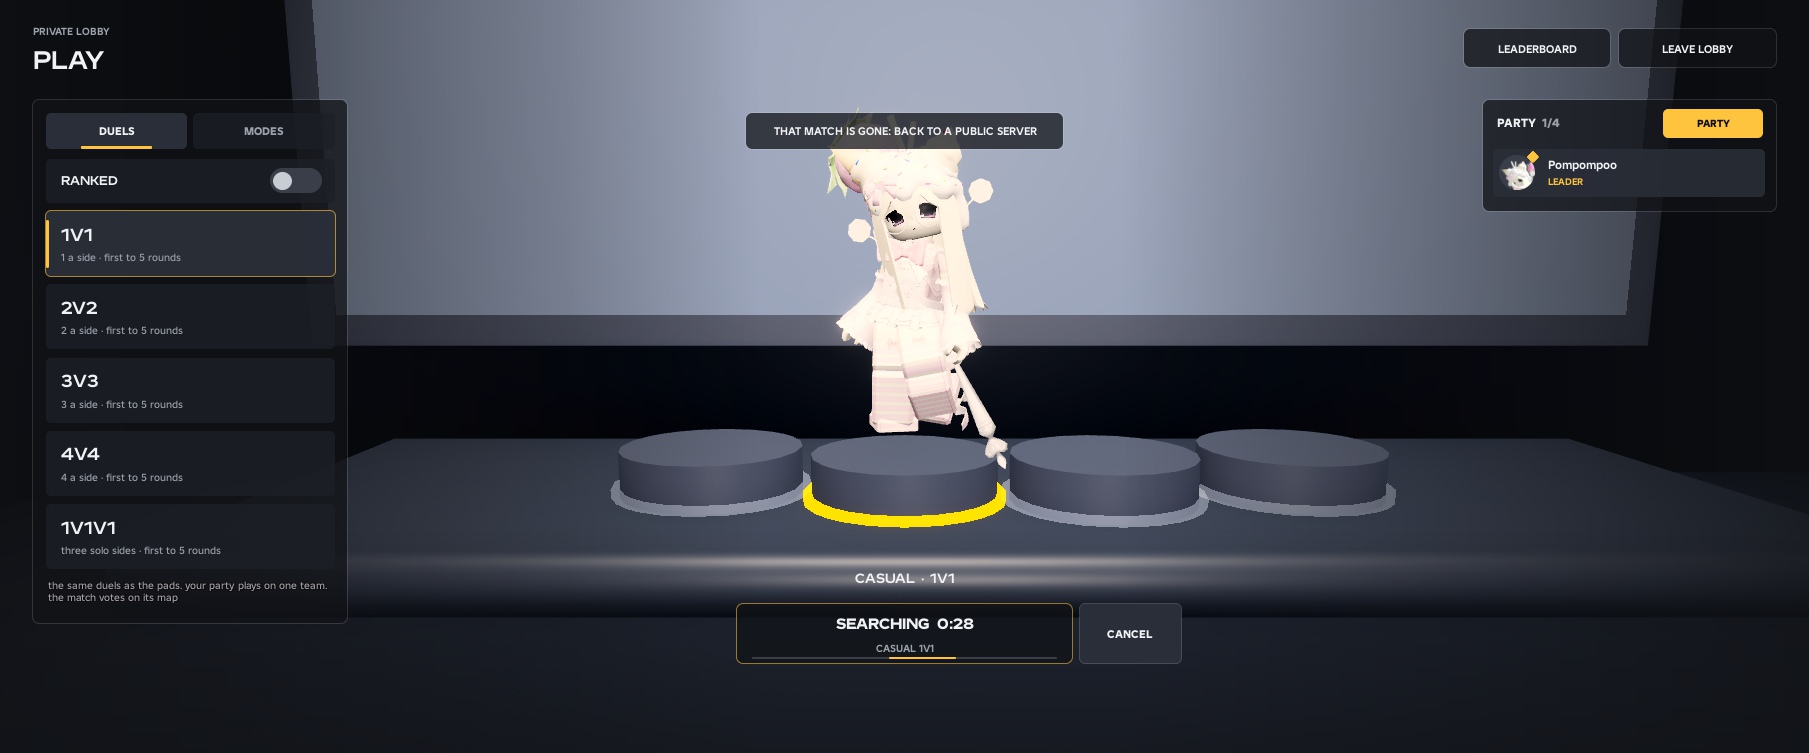 PRIVATE LOBBY
PLAY
LEADERBOARD
LEAVE LOBBY
DUELS
MODES
THAT MATCH IS GONE: BACK TO A PUBLIC SERVER
PARTY 1/4
PARTY
RANKED
Pompompoo
LEADER
1V1
1 a side · first to 5 rounds
2V2
2 a side · first to 5 rounds
3V3
3 a side · first to 5 rounds
4V4
4 a side · first to 5 rounds
1V1V1
three solo sides · first to 5 rounds
the same duels as the pads. your party plays on one team.
the match votes on its map
CASUAL · 1V1
SEARCHING 0:28
CASUAL 1V1
CANCEL